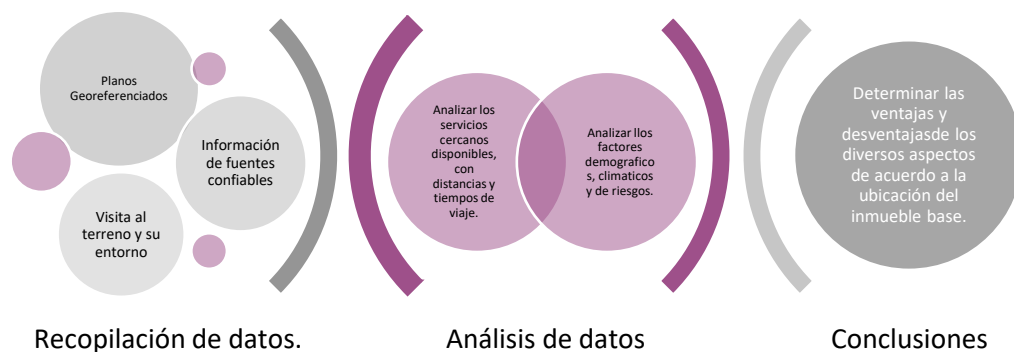 Planos
Georeferenciados
Información
de fuentes
confiables
Visita al
terreno y su
entorno
Recopilación de datos.
Analizar los
servicios
cercanos
disponibles,
con
distancias y
tiempos de
viaje.
Analizar llos
factores
demografico
s, climaticos
y de riesgos.
Análisis de datos
Determinar las
ventajas y
desventajasde los
diversos aspectos
de acuerdo a la
ubicación del
inmueble base.
Conclusiones